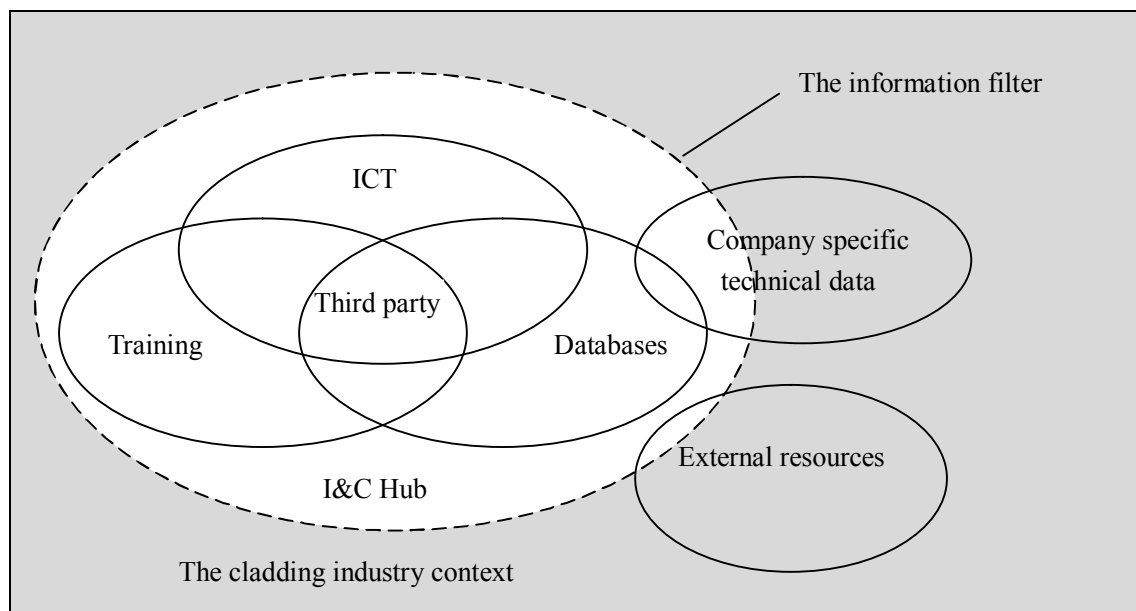 The information filter
ICT
Company specific
technical data
Third party
Training
Databases
External resources
I&C Hub
The cladding industry context